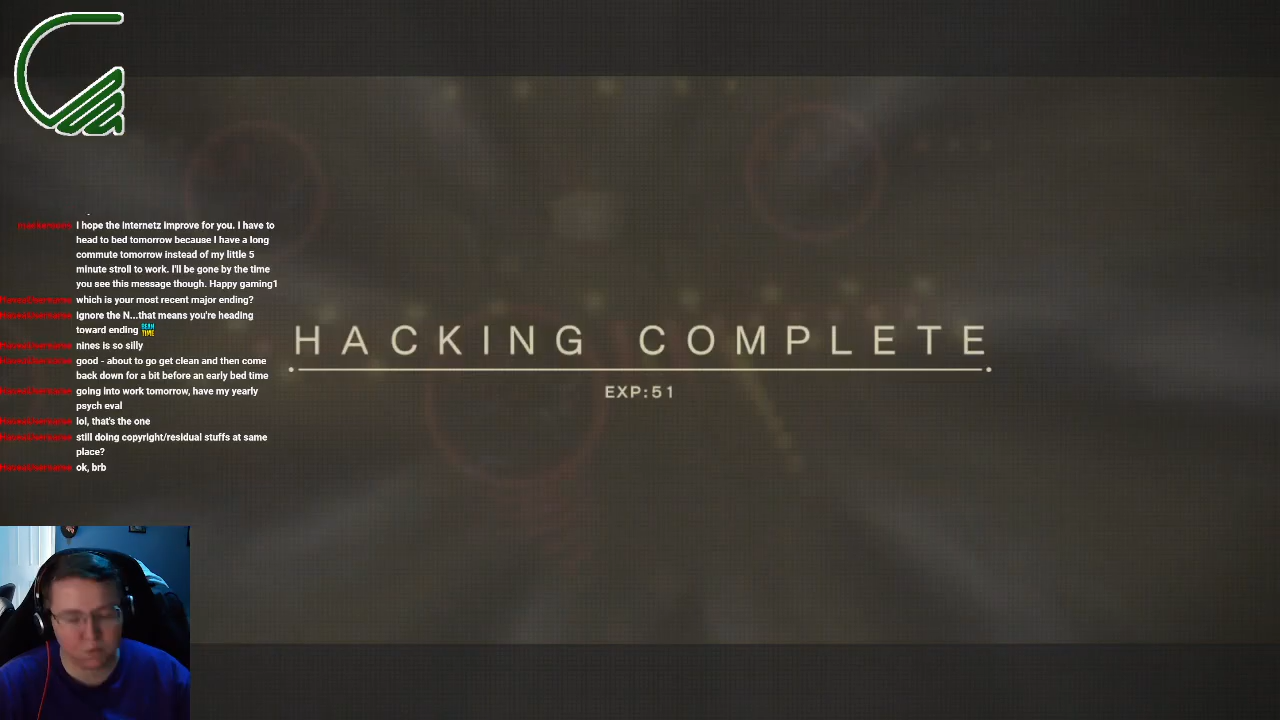 I hope the internetz improve for you. I have to
head to bed tomorrow because I have a long
commute tomorrow instead of my little 5
minute stroll to work. I'll be gone by the time
you see this message though. Happy gaming1
which is your most recent major ending?
Ignore the N...that means you're heading
toward ending BEAN TIME
nines is so silly
good - about to go get clean and then come
back down for a bit before an early bed time
going into work tomorrow, have my yearly
psych eval
lol, that's the one
still doing copyright/residual stuffs at same
place?
ok, brb
HACKING COMPLETE
EXP:51